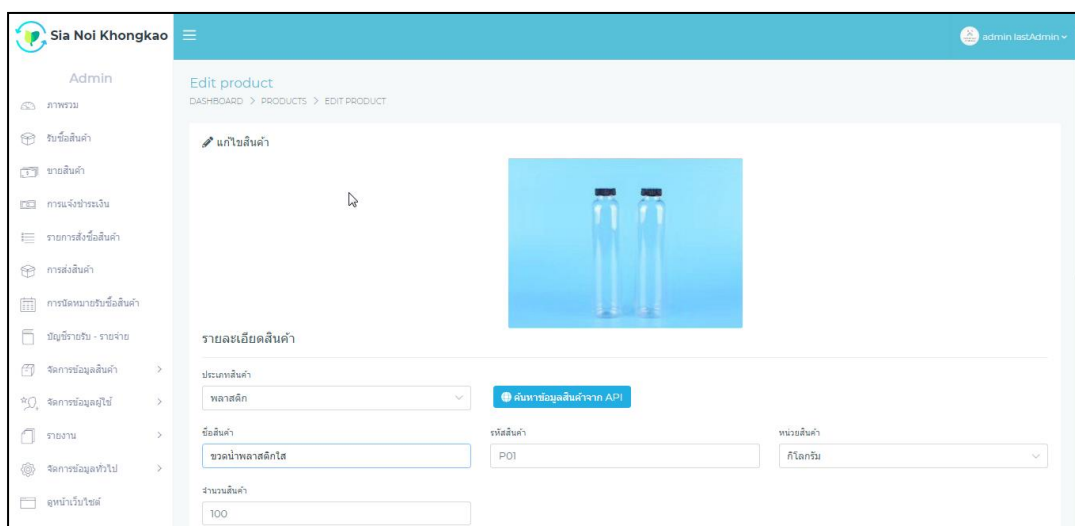 Sia Noi Khongkao
admin lastAdmin
Admin
ภาพรวม
รับซื้อสินค้า
ขายสินค้า
การแจ้งชำระเงิน
รายการสั่งซื้อสินค้า
การส่งสินค้า
การนัดหมายรับซื้อสินค้า
บัญชีรายรับ - รายจ่าย
จัดการข้อมูลสินค้า
จัดการข้อมูลผู้ใช้
รายงาน
จัดการข้อมูลทั่วไป
ดูหน้าเว็บไซต์
Edit product
DASHBOARD > PRODUCTS > EDIT PRODUCT
แก้ไขสินค้า
รายละเอียดสินค้า
ประเภทสินค้า
พลาสติก
ค้นหาข้อมูลสินค้าจาก API
ชื่อสินค้า รหัสสินค้า หน่วยสินค้า
ขวดน้ำพลาสติกใส P01 กิโลกรัม
จำนวนสินค้า
100